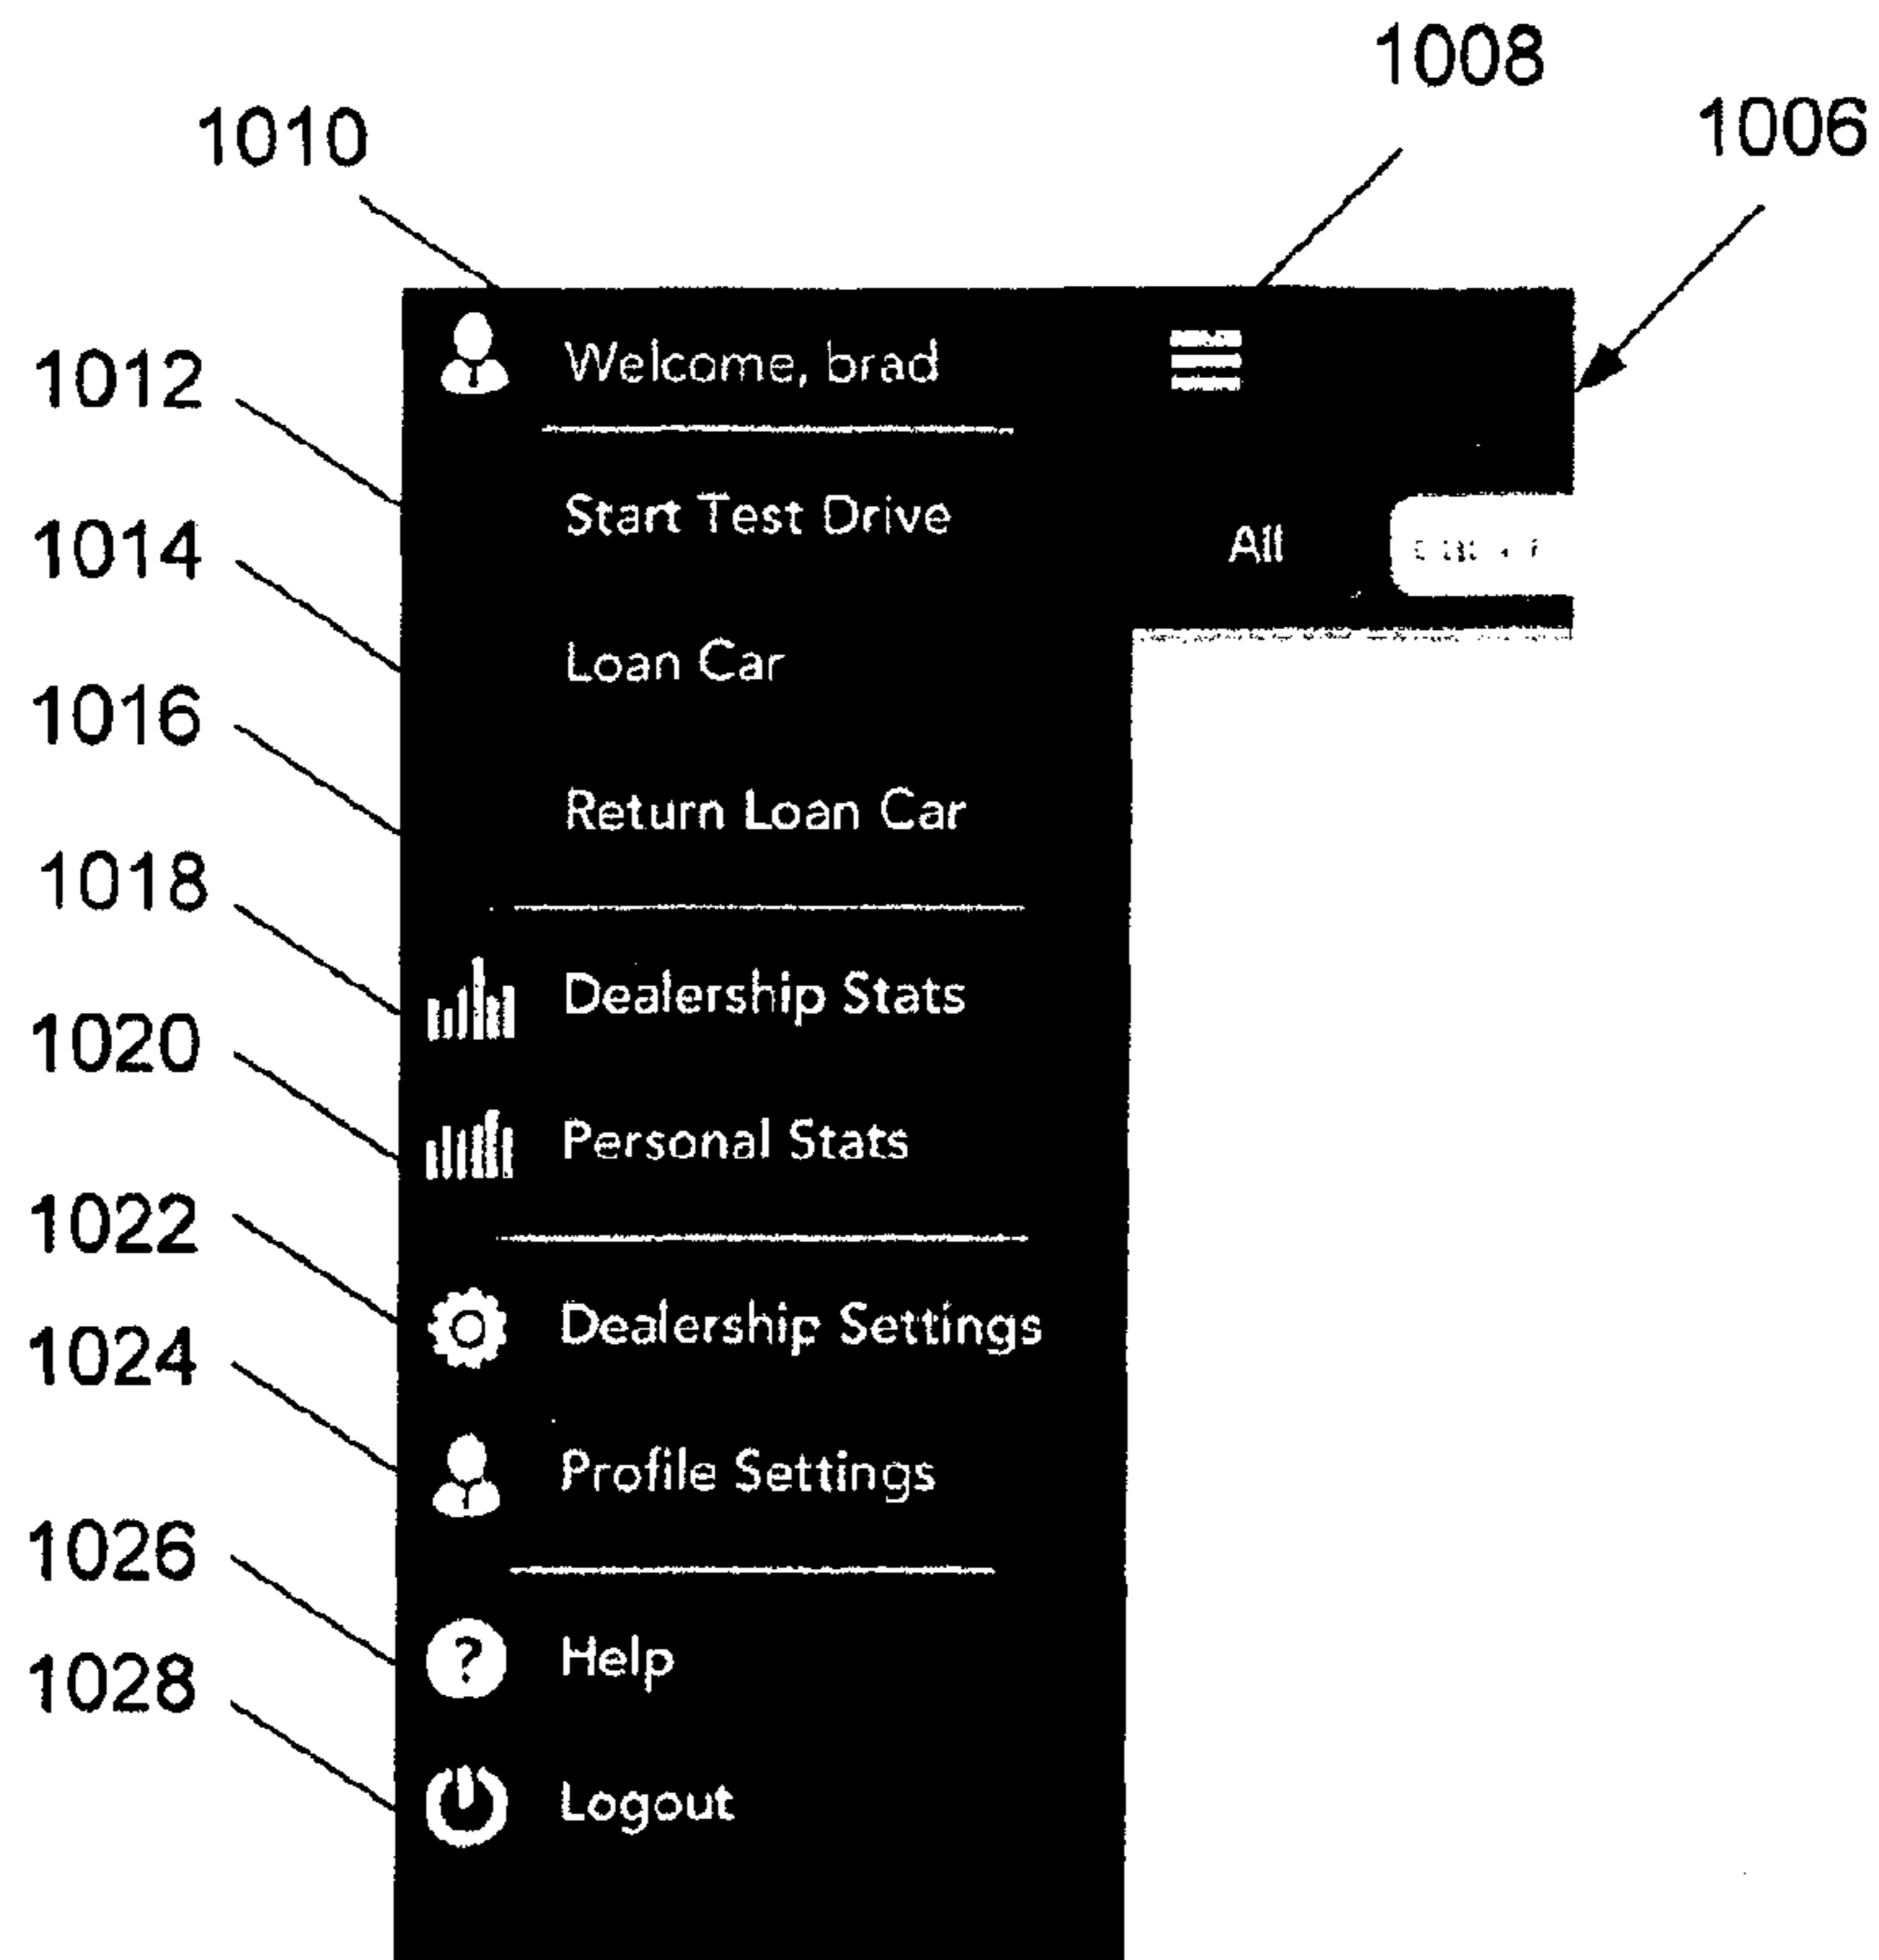 1008
1006
1010
Welcome, brad
1012
Start Test Drive
All
1014
Loan Car
1016
Return Loan Car
1018
Dealership Stats
1020
Personal Stats
1022
Dealership Settings
1024
Profile Settings
1026
?
Help
1028
Logout